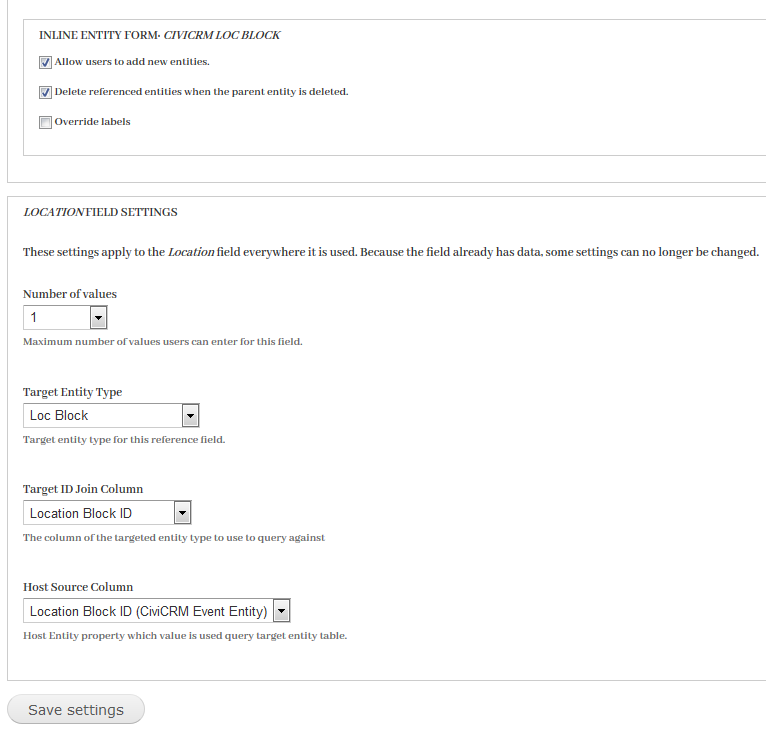 INLINE ENTITY FORM- CIVICRM LOC BLOCK
Allow users to add new entities.
Delete referenced entities when the parent entity is deleted.
Override labels
LOCATION FIELD SETTINGS
These settings apply to the Location field everywhere it is used. Because the field already has data, some settings can no longer be changed.
Number of values
1
Maximum number of values users can enter for this field.
Target Entity Type
Loc Block
Target entity type for this reference field.
Target ID Join Column
Location Block ID
The column of the targeted entity type to use to query against
Host Source Column
Location Block ID (CiviCRM Event Entity)
Host Entity property which value is used query target entity table.
Save settings